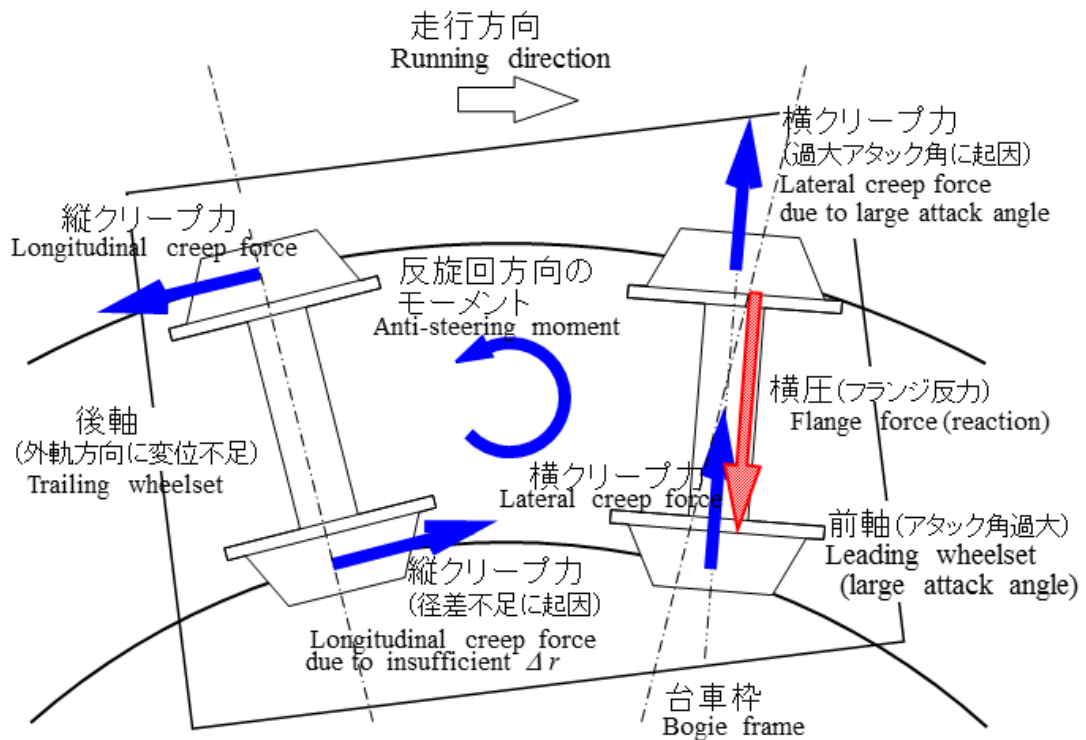 走行方向
Running direction
横クリープ力
(過大アタック角に起因)
Lateral creep force
due to large attack angle
縦クリープ力
Longitudinal creep force
反旋回方向の
モーメント
Anti-steering moment
横圧(フランジ反力)
Flange force (reaction)
後軸
(外軌方向に変位不足)
Trailing wheelset
横クリープ力
Lateral creep force
前軸(アタック角過大)
Leading wheelset
(large attack angle)
縦クリープ力
(径差不足に起因)
Longitudinal creep force
due to insufficient Δr
台車枠
Bogie frame